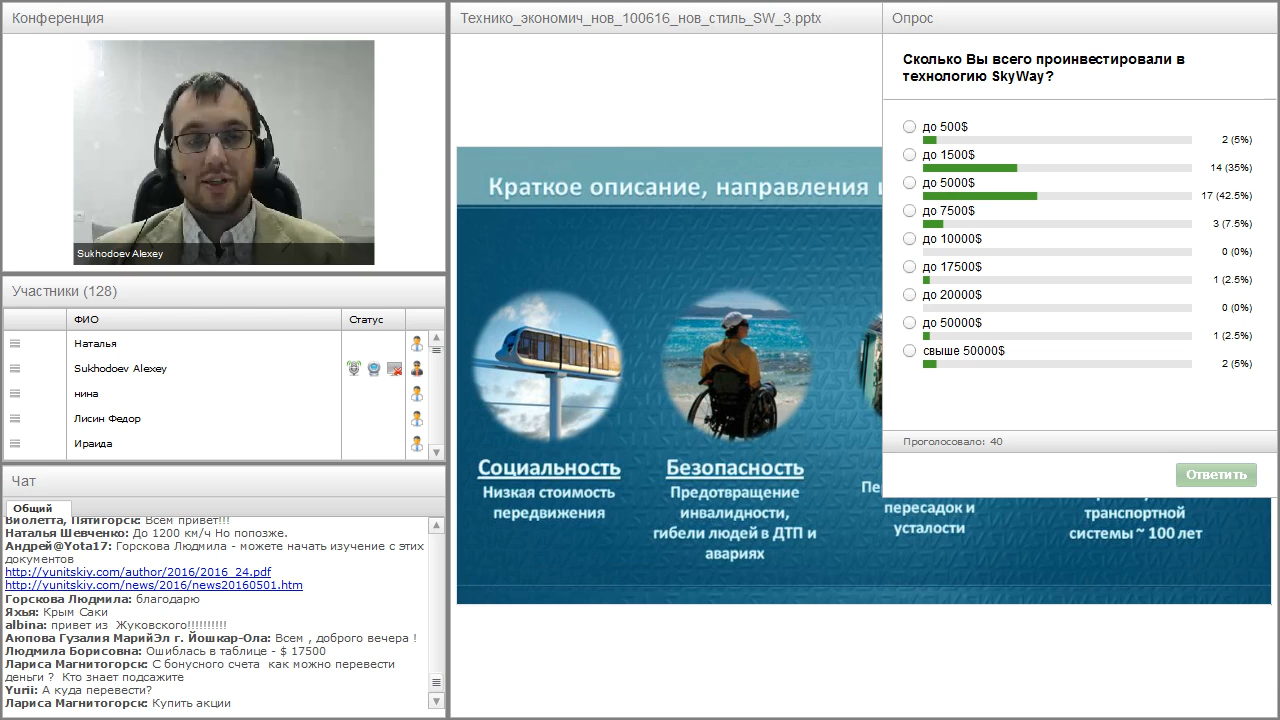 Конференция
Sukhodoev Alexey
Участники (128)
ФИО
Статус
Наталья
Sukhodoev Alexey
нина
Лисин Федор
Ираида
Чат
Общий
Виолетта, Пятигорск: Всем привет!!!
Наталья Шевченко: До 1200 км/ч Но попозже.
Андрей@Yota17: Горскова Людмила - можете начать изучение с этих
документов
http://yunitskiy.com/author/2016/2016_24.pdf
http://yunitskiy.com/news/2016/news20160501.htm
Горскова Людмила: благодарю
Яхья: Крым Саки
albina: привет из Жуковского!!!!!!!!!!
Аюпова Гузалия МарийЭл г. Йошкар-Ола: Всем , доброго вечера !
Людмила Борисовна: Ошиблась в таблице - $ 17500
Лариса Магнитогорск: С бонусного счета как можно перевести
деньги ? Кто знает подсажите
Yurii: А куда перевести?
Лариса Магнитогорск: Купить акции
Технико_экономич_нов_100616_нов_стиль_SW_3.pptx
Краткое описание, направления и
Социальность
Низкая стоимость
передвижения
Безопасность
Предотвращение
инвалидности,
гибели людей в ДТП и
авариях
Пе
пересадок и
усталости
транспортной
системы ~ 100 лет
Опрос
Сколько Вы всего проинвестировали в
технологию SkyWay?
до 500$
2 (5%)
до 1500$
14 (35%)
до 5000$
17 (42.5%)
до 7500$
3 (7.5%)
до 10000$
0 (0%)
до 17500$
1 (2.5%)
до 20000$
0 (0%)
до 50000$
1 (2.5%)
свыше 50000$
2 (5%)
Проголосовало: 40
Ответить